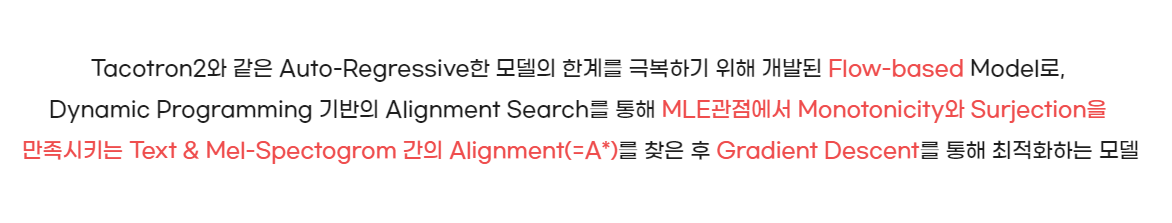 Tacotron2와 같은 Auto-Regressive한 모델의 한계를 극복하기 위해 개발된 Flow-based Model로,
Dynamic Programming 기반의 Alignment Search를 통해 MLE관점에서 Monotonicity와 Surjection을
만족시키는 Text & Mel-Spectogrom 간의 Alignment(=A*)를 찾은 후 Gradient Descent를 통해 최적화하는 모델